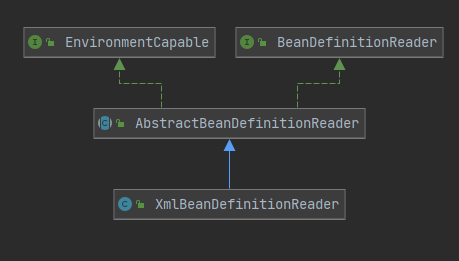 EnvironmentCapable
BeanDefinitionReader
AbstractBeanDefinitionReader
XmlBeanDefinitionReader